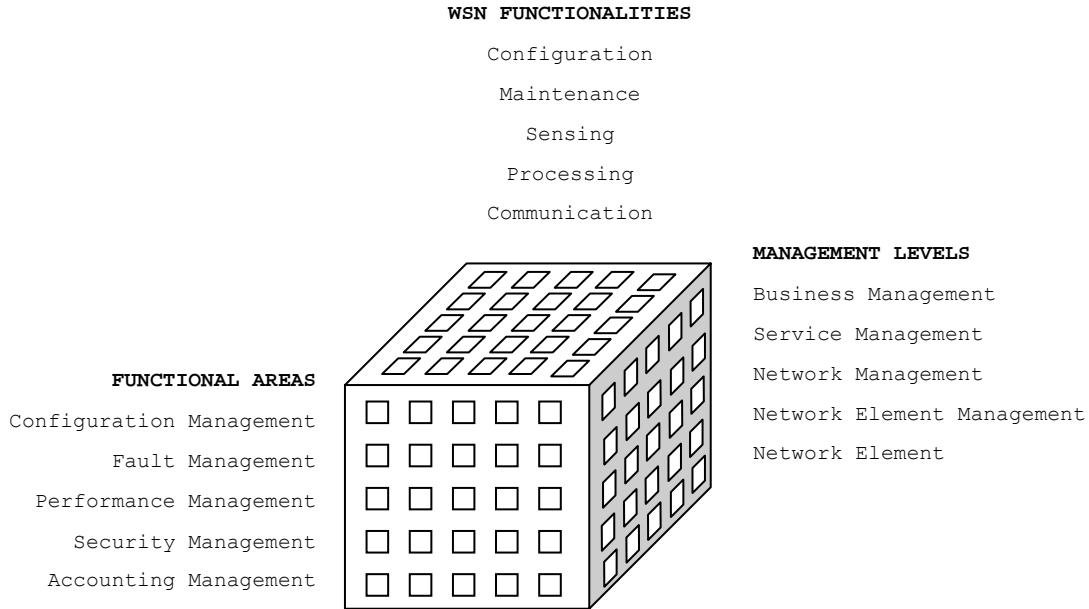 WSN FUNCTIONALITIES
Configuration
Maintenance
Sensing
Processing
Communication
MANAGEMENT LEVELS
Business Management
Service Management
Network Management
Network Element Management
Network Element
FUNCTIONAL AREAS
Configuration Management
Fault Management
Performance Management
Security Management
Accounting Management